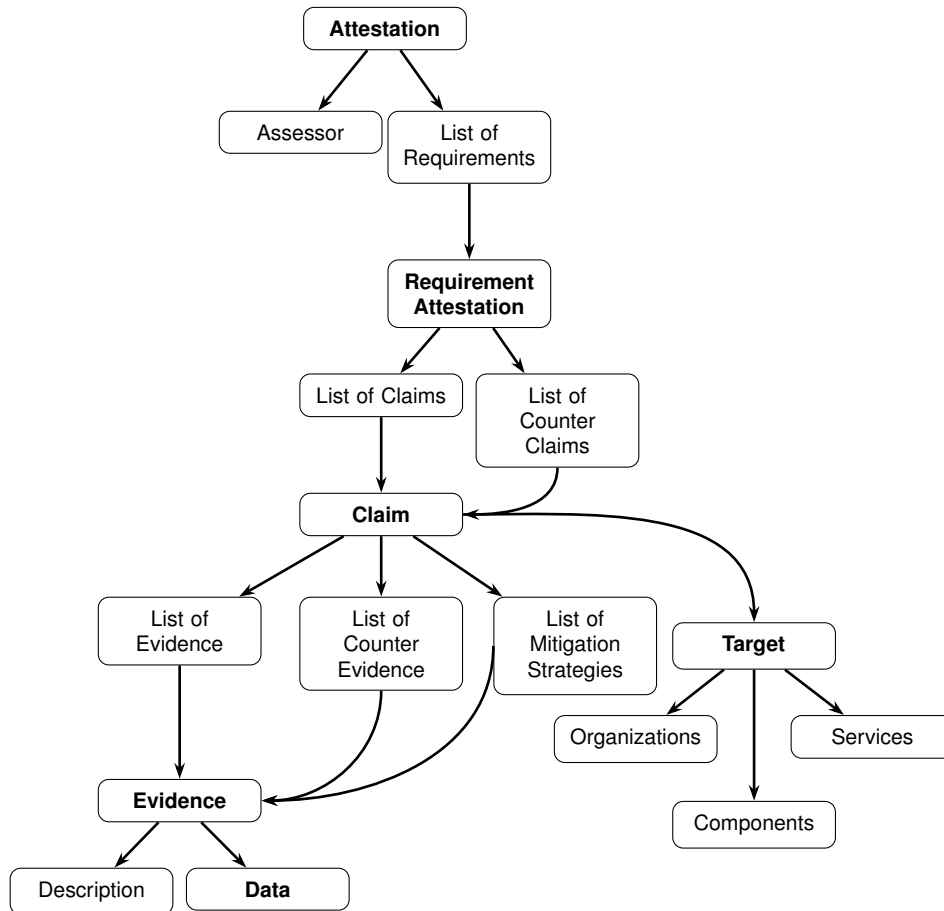 Attestation
Assessor
List of
Requirements
Requirement
Attestation
List of Claims
List of
Counter
Claims
Claim
List of
Evidence
List of
Counter
Evidence
List of
Mitigation
Strategies
Target
Organizations
Services
Evidence
Components
Description
Data